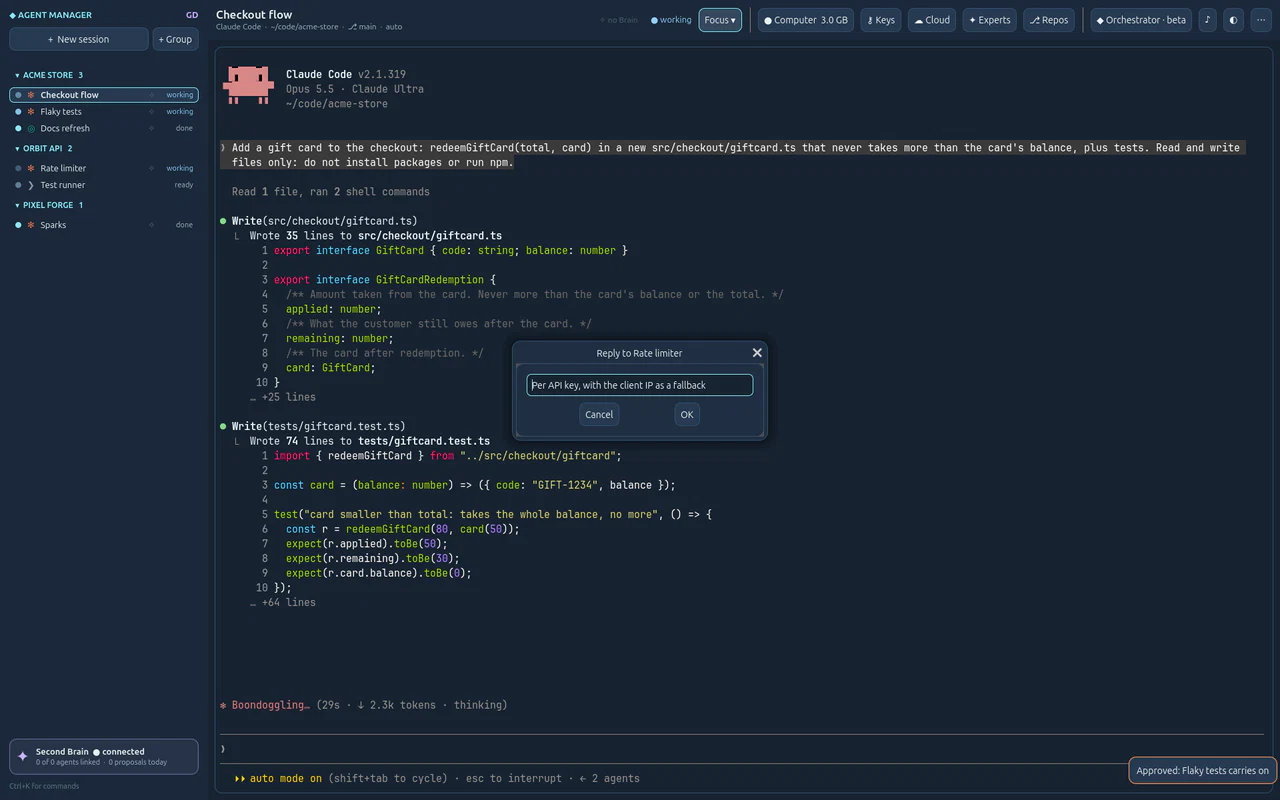 ◆ AGENT MANAGER GD
+ New session + Group
▾ ACME STORE 3
Checkout flow working
Flaky tests working
Docs refresh done
▾ ORBIT API 2
Rate limiter working
❯ Test runner ready
▾ PIXEL FORGE 1
Sparks done
Second Brain ● connected
0 of 0 agents linked · 0 proposals today
Ctrl+K for commands
Checkout flow
Claude Code · ~/code/acme-store · ⎇ main · auto
no Brain ● working Focus ▾ ● Computer 3.0 GB Keys ☁ Cloud ✦ Experts ⎇ Repos ◆ Orchestrator · beta ♪ ◐ ⋯
Claude Code v2.1.319
Opus 5.5 · Claude Ultra
~/code/acme-store
❯ Add a gift card to the checkout: redeemGiftCard(total, card) in a new src/checkout/giftcard.ts that never takes more than the card's balance, plus tests. Read and write
files only: do not install packages or run npm.
Read 1 file, ran 2 shell commands
● Write(src/checkout/giftcard.ts)
└ Wrote 35 lines to src/checkout/giftcard.ts
1 export interface GiftCard { code: string; balance: number }
2
3 export interface GiftCardRedemption {
4 /** Amount taken from the card. Never more than the card's balance or the total. */
5 applied: number;
6 /** What the customer still owes after the card. */
7 remaining: number;
8 /** The card after redemption. */
9 card: GiftCard;
10 }
… +25 lines
● Write(tests/giftcard.test.ts)
└ Wrote 74 lines to tests/giftcard.test.ts
1 import { redeemGiftCard } from "../src/checkout/giftcard";
2
3 const card = (balance: number) => ({ code: "GIFT-1234", balance });
4
5 test("card smaller than total: takes the whole balance, no more", () => {
6 const r = redeemGiftCard(80, card(50));
7 expect(r.applied).toBe(50);
8 expect(r.remaining).toBe(30);
9 expect(r.card.balance).toBe(0);
10 });
… +64 lines
✻ Boondoggling… (29s · ↓ 2.3k tokens · thinking)
❯
⏵⏵ auto mode on (shift+tab to cycle) · esc to interrupt · ← 2 agents
Reply to Rate limiter ✕
Per API key, with the client IP as a fallback
Cancel OK
Approved: Flaky tests carries on